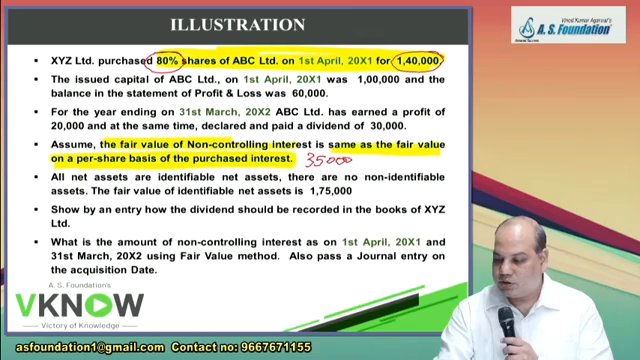 ILLUSTRATION
Vinod Kumar Agarwal's
A. S. Foundation®
XYZ Ltd. purchased 80% shares of ABC Ltd. on 1st April, 20X1 for 1,40,000
The issued capital of ABC Ltd., on 1st April, 20X1 was 1,00,000 and the
balance in the statement of Profit & Loss was 60,000.
For the year ending on 31st March, 20X2 ABC Ltd. has earned a profit of
20,000 and at the same time, declared and paid a dividend of 30,000.
Assume, the fair value of Non-controlling interest is same as the fair value
on a per-share basis of the purchased interest. 35000
All net assets are identifiable net assets, there are no non-identifiable
assets. The fair value of identifiable net assets is 1,75,000
Show by an entry how the dividend should be recorded in the books of XYZ
Ltd.
What is the amount of non-controlling interest as on 1st April, 20X1 and
31st March, 20X2 using Fair Value method. Also pass a Journal entry on
the acquisition Date.
A. S. Foundation's
VKNOW
Victory of Knowledge
asfoundation1@gmail.com Contact no: 9667671155